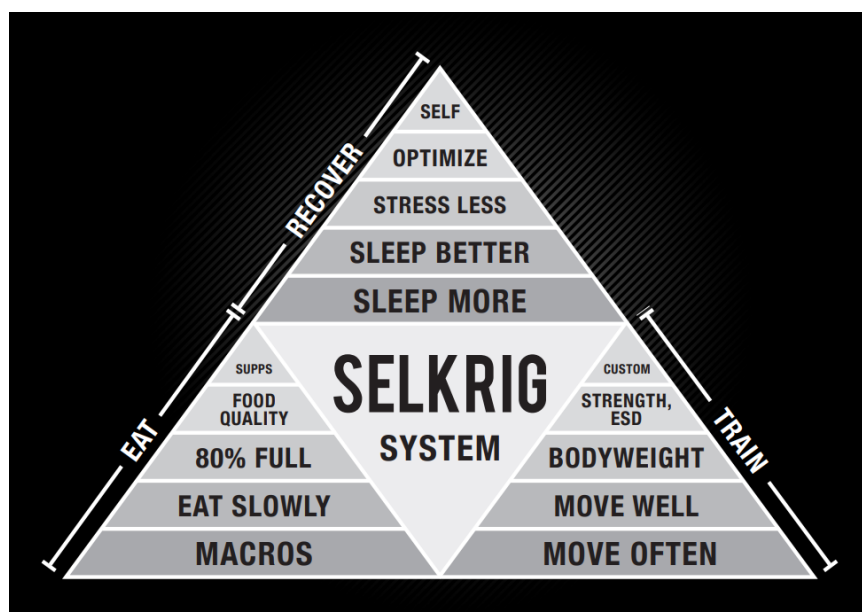 SELF
OPTIMIZE
STRESS LESS
SLEEP BETTER
SLEEP MORE
RECOVER
SELKRIG
SYSTEM
EAT
SUPPS
FOOD
QUALITY
80% FULL
EAT SLOWLY
MACROS
TRAIN
CUSTOM
STRENGTH,
ESD
BODYWEIGHT
MOVE WELL
MOVE OFTEN